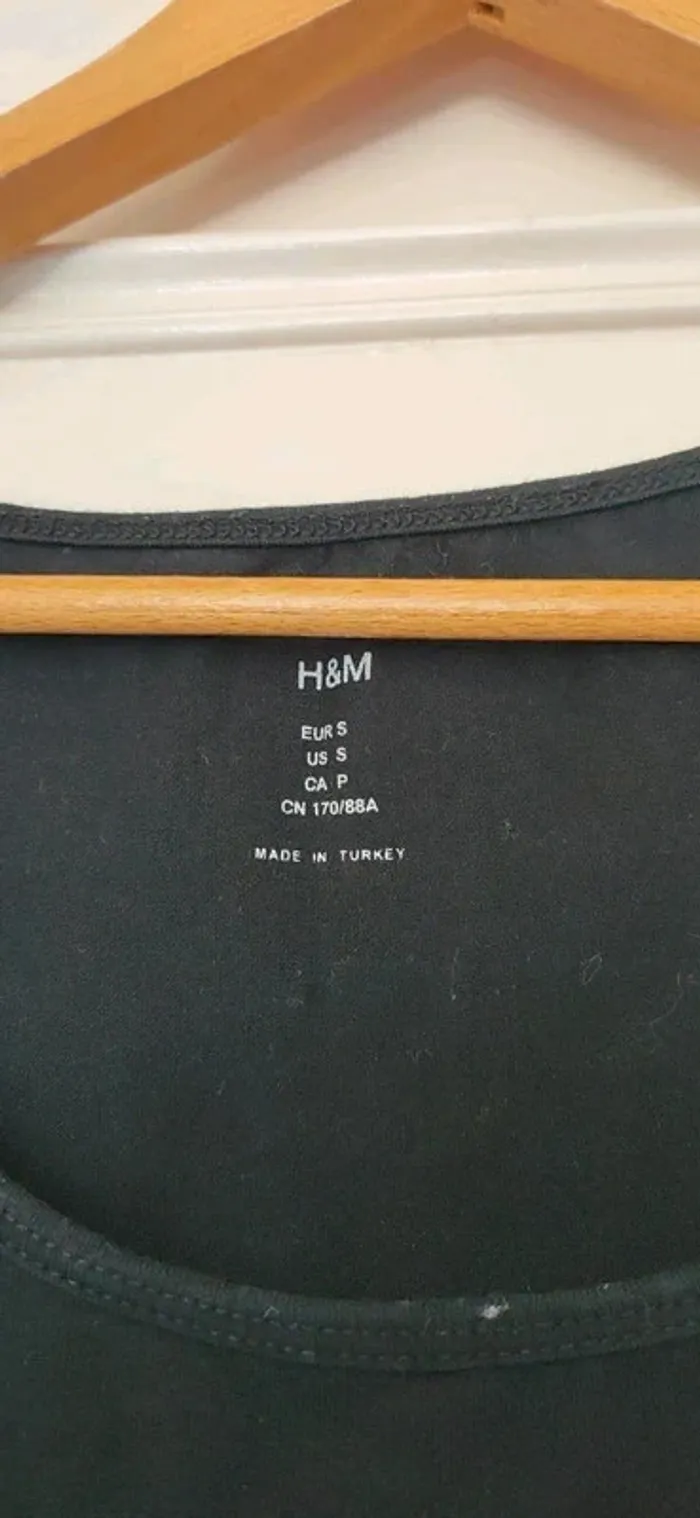 H&M
EUR S
US S
CA P
CN 170/88A
MADE IN TURKEY